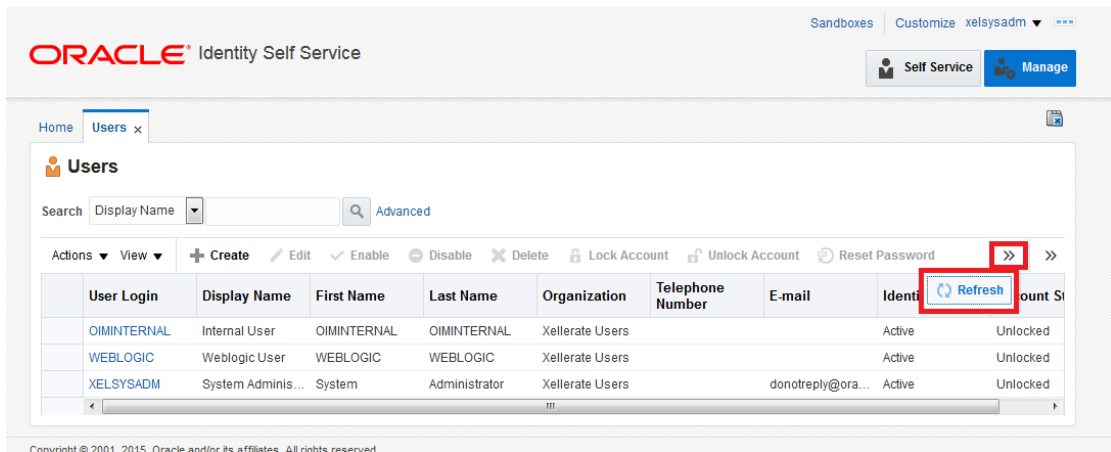 Sandboxes Customize xelsysadm
ORACLE Identity Self Service
Self Service Manage
Home Users x
Users
Search Display Name Advanced
Actions View Create Edit Enable Disable Delete Lock Account Unlock Account Reset Password » »
Refresh
User Login Display Name First Name Last Name Organization Telephone Number E-mail Identi ount St
OIMINTERNAL Internal User OIMINTERNAL OIMINTERNAL Xellerate Users Active Unlocked
WEBLOGIC Weblogic User WEBLOGIC WEBLOGIC Xellerate Users Active Unlocked
XELSYSADM System Adminis... System Administrator Xellerate Users donotreply@ora... Active Unlocked
Copyright © 2001, 2015, Oracle and/or its affiliates. All rights reserved.